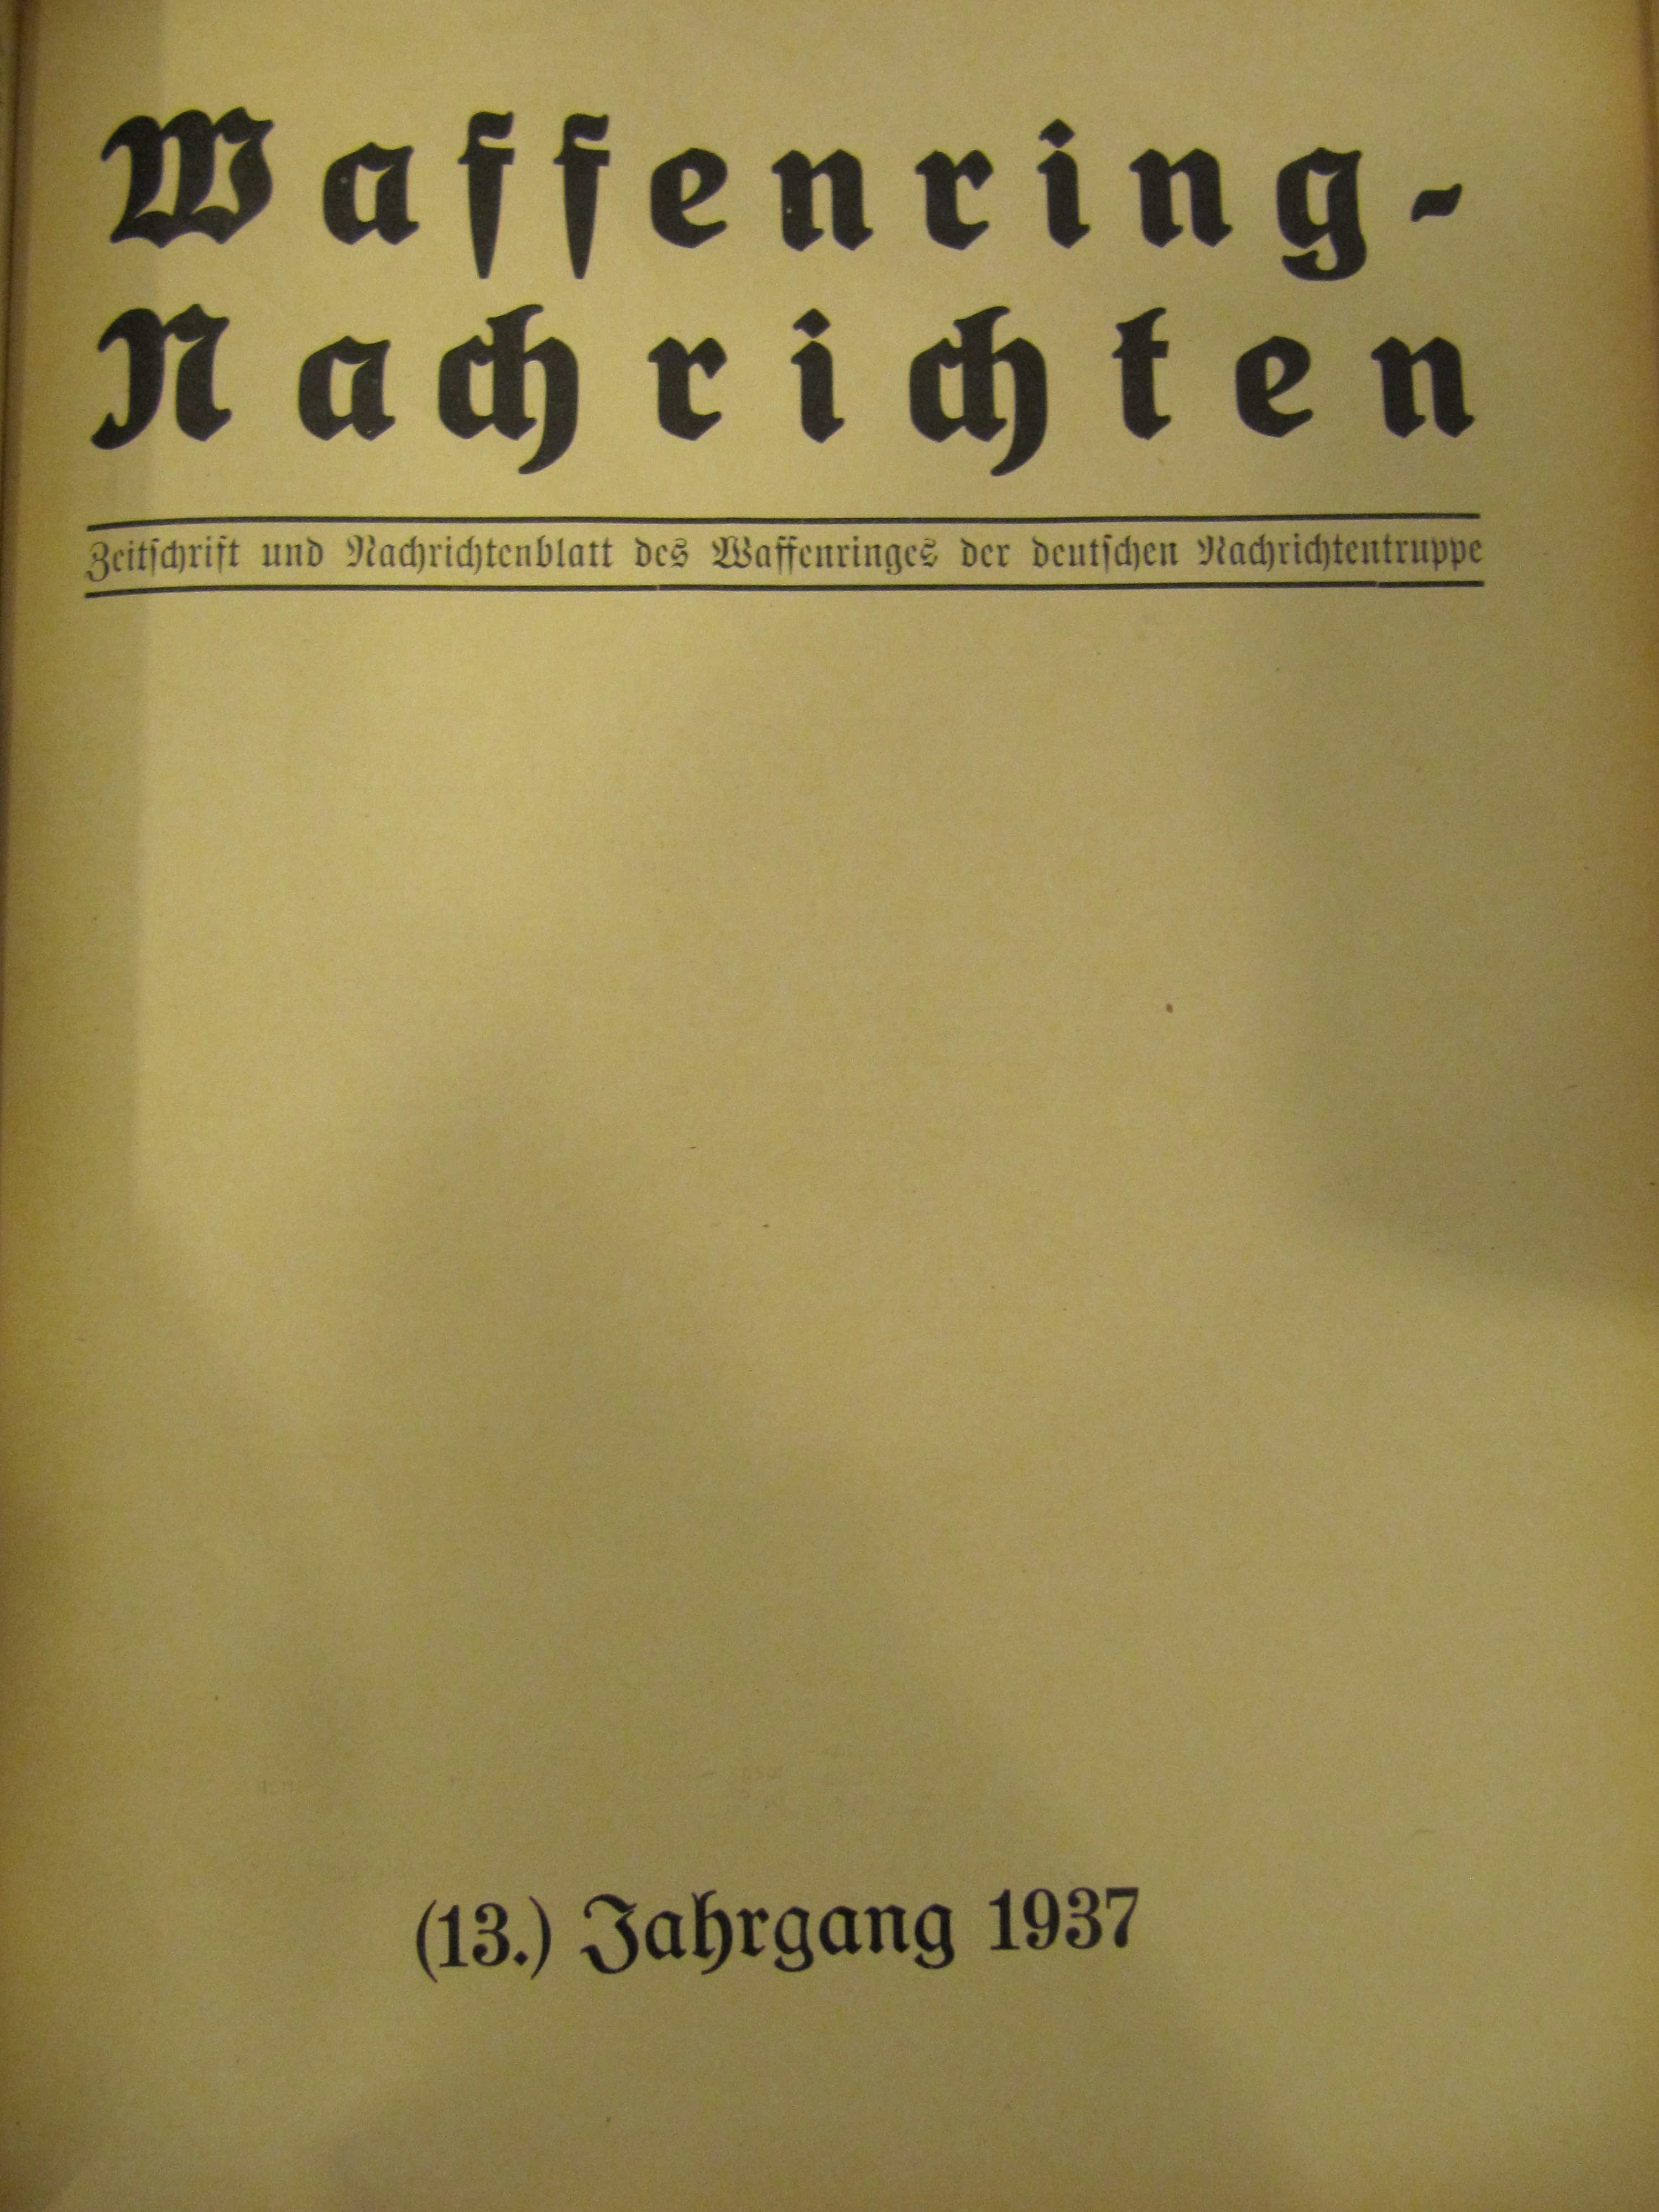 Waffenring-
Nachrichten
Zeitschrift und Nachrichtenblatt des Waffenringes der deutschen Nachrichtentruppe
(13.) Jahrgang 1937